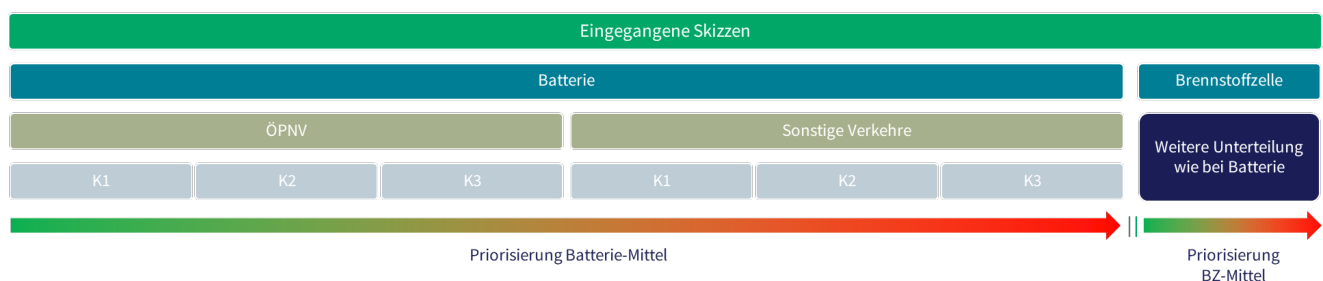 Eingegangene Skizzen
Batterie
Brennstoffzelle
ÖPNV
Sonstige Verkehre
Weitere Unterteilung
wie bei Batterie
K1
K2
K3
K1
K2
K3
Priorisierung Batterie-Mittel
Priorisierung
BZ-Mittel